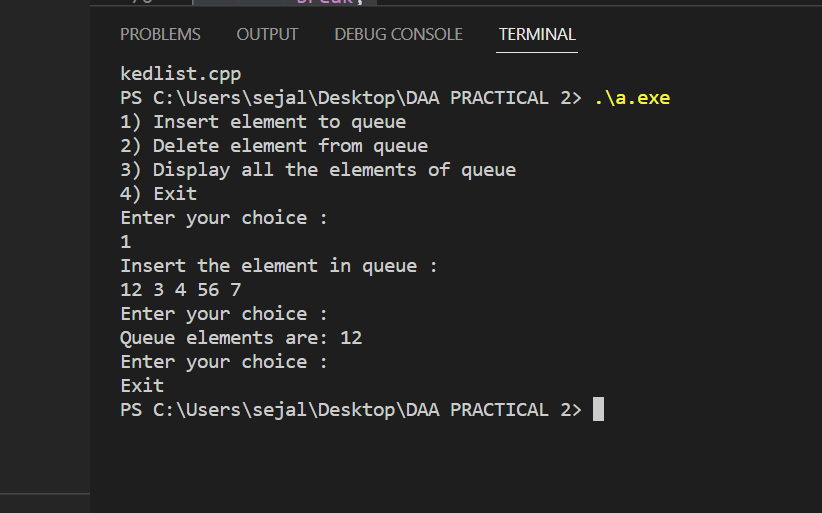 break;
PROBLEMS OUTPUT DEBUG CONSOLE TERMINAL
kedlist.cpp
PS C:\Users\sejal\Desktop\DAA PRACTICAL 2> .\a.exe
1) Insert element to queue
2) Delete element from queue
3) Display all the elements of queue
4) Exit
Enter your choice :
1
Insert the element in queue :
12 3 4 56 7
Enter your choice :
Queue elements are: 12
Enter your choice :
Exit
PS C:\Users\sejal\Desktop\DAA PRACTICAL 2>